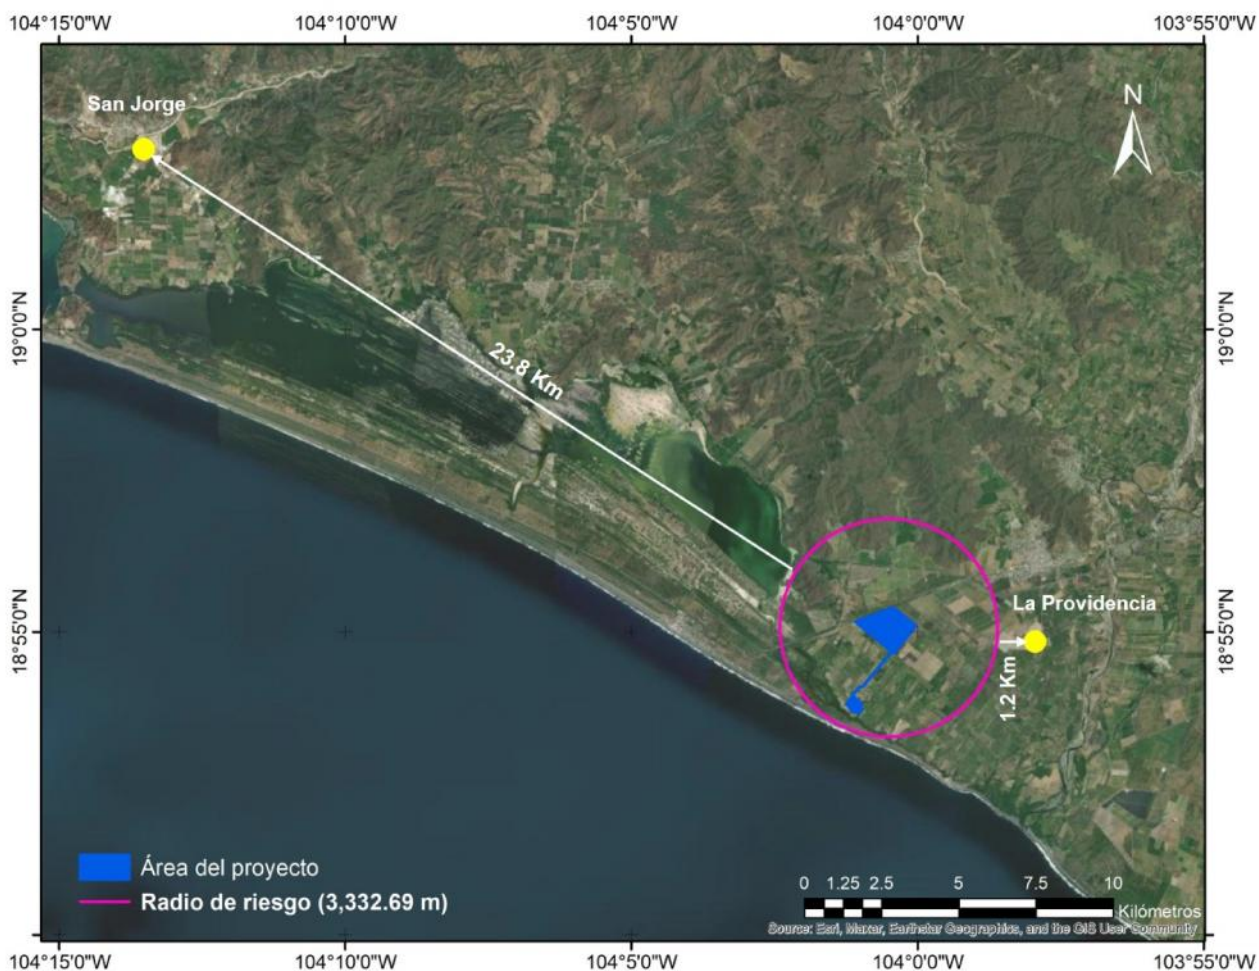 104°15'0"W 104°10'0"W 104°5'0"W 104°0'0"W 103°55'0"W
San Jorge
N
19°0'0"N
19°0'0"N
23.8 Km
La Providencia
18°55'0"N
18°55'0"N
1.2 Km
Área del proyecto
Radio de riesgo (3,332.69 m)
0 1.25 2.5 5 7.5 10
Kilómetros
Source: Esri, Maxar, Earthstar Geographics, and the GIS User Community
104°15'0"W 104°10'0"W 104°5'0"W 104°0'0"W 103°55'0"W